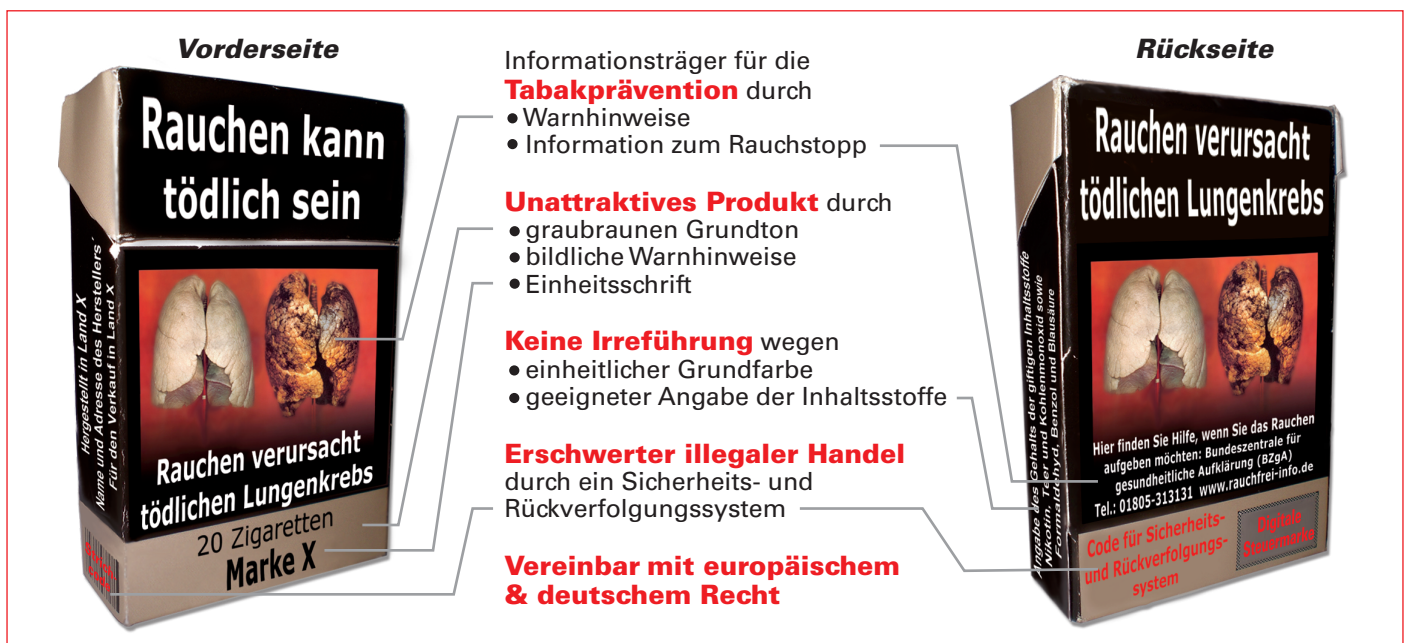 Vorderseite
Rauchen kann
tödlich sein
Hergestellt in Land X
Name und Adresse des Herstellers´
Für den Verkauf in Land X
Rauchen verursacht
tödlichen Lungenkrebs
20 Zigaretten
Marke X
Informationsträger für die
Tabakprävention durch
• Warnhinweise
• Information zum Rauchstopp
Unattraktives Produkt durch
• graubraunen Grundton
• bildliche Warnhinweise
• Einheitsschrift
Keine Irreführung wegen
• einheitlicher Grundfarbe
• geeigneter Angabe der Inhaltsstoffe
Erschwerter illegaler Handel
durch ein Sicherheits- und
Rückverfolgungssystem
Vereinbar mit europäischem
& deutschem Recht
Rückseite
Rauchen verursacht
tödlichen Lungenkrebs
Angabe des Gehalts der giftigen Inhaltsstoffe
Nikotin, Teer und Kohlenmonoxid sowie
Formaldehyd, Benzol und Blausäure
Hier finden Sie Hilfe, wenn Sie das Rauchen
aufgeben möchten: Bundeszentrale für
gesundheitliche Aufklärung (BZgA)
Tel.: 01805-313131 www.rauchfrei-info.de
Code für Sicherheits-
und Rückverfolgungs-
system
Digitale
Steuermarke